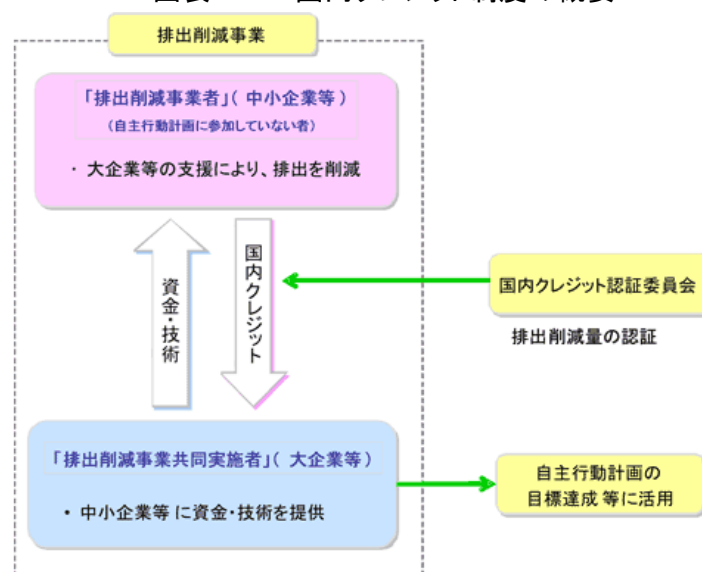 排出削減事業
「排出削減事業者」( 中小企業等 )
(自主行動計画に参加していない者)
・ 大企業等の支援により、排出を削減
資金・技術
国内クレジット
国内クレジット認証委員会
排出削減量の認証
「排出削減事業共同実施者」( 大企業等 )
・ 中小企業等 に資金・技術を提供
自主行動計画の
目標達成 等に活用